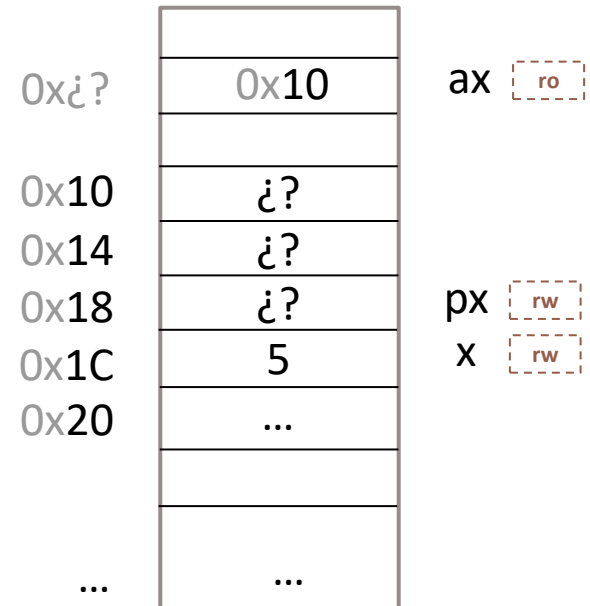 0x¿? 0x10 ax ro
0x10 ¿?
0x14 ¿?
0x18 ¿? px rw
0x1C 5 x rw
0x20 ...
... ...